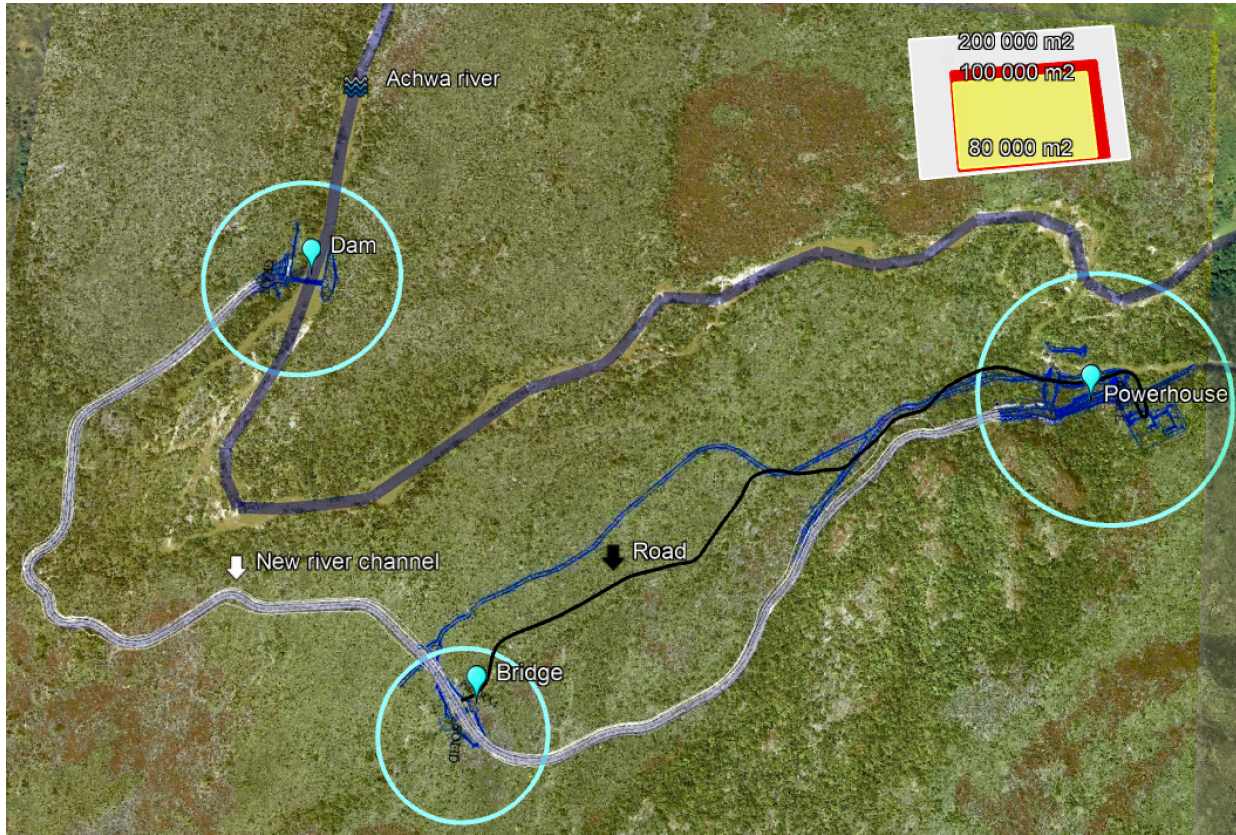 200 000 m2
Achwa river
100 000 m2
80 000 m2
Dam
Powerhouse
New river channel
Road
Bridge